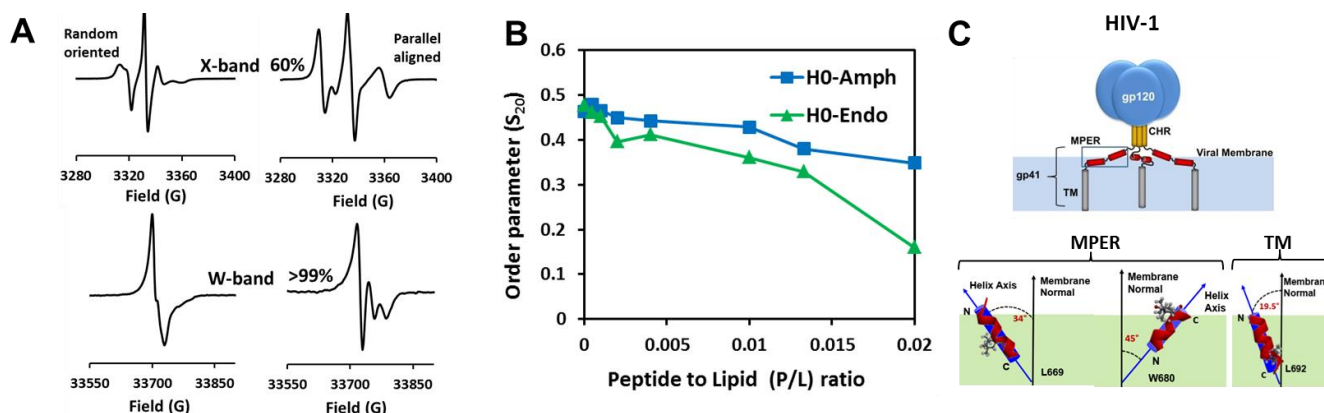 A
Random
oriented
X-band
60%
Parallel
aligned
3280 3320 3360 3400
Field (G)
3280 3320 3360 3400
Field (G)
W-band
>99%
33550 33700 33850
Field (G)
33550 33700 33850
Field (G)
B
Order parameter (S20)
0.6
0.5
0.4
0.3
0.2
0.1
0
H0-Amph
H0-Endo
0 0.005 0.01 0.015 0.02
Peptide to Lipid (P/L) ratio
C
HIV-1
gp120
CHR
MPER
Viral Membrane
gp41
TM
MPER
TM
Helix Axis
Membrane
Normal
N
34°
C
L669
Membrane
Normal
Helix
Axis
C
45°
N
W680
Membrane
Normal
19.5°
N
C
L692